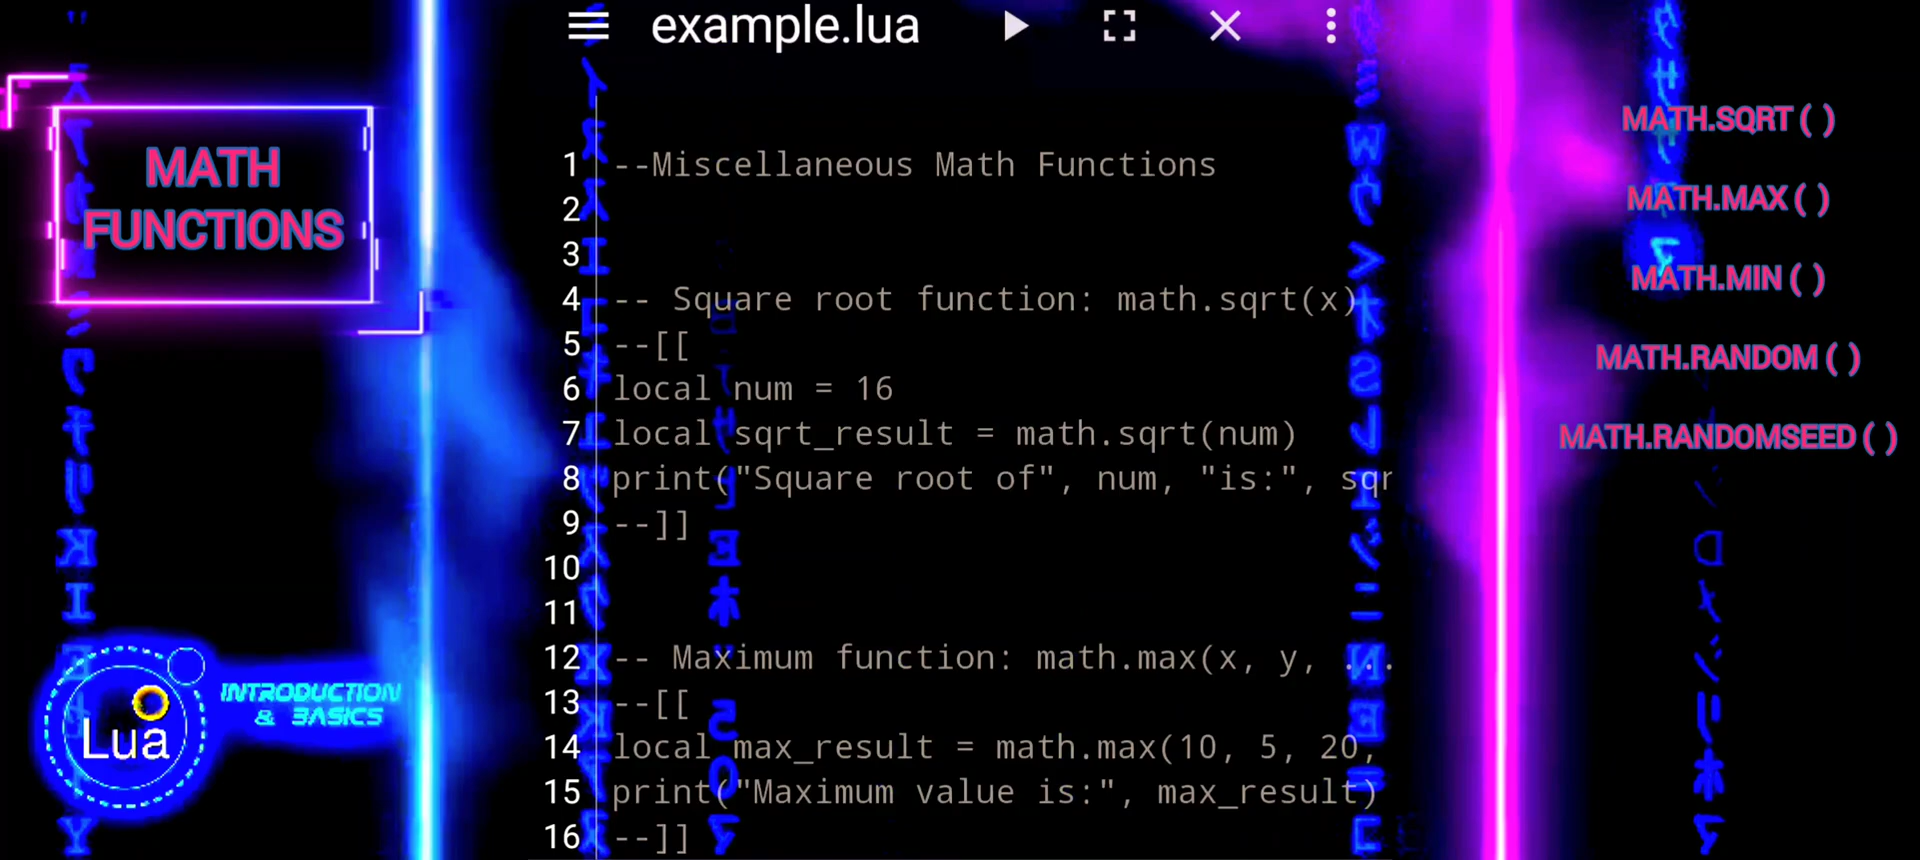 MATH
FUNCTIONS
example.lua
1 --Miscellaneous Math Functions
2
3
4 -- Square root function: math.sqrt(x)
5 --[[
6 local num = 16
7 local sqrt_result = math.sqrt(num)
8 print("Square root of", num, "is:", sqr
9 --]]
10
11
12 -- Maximum function: math.max(x, y, ...
13 --[[
14 local max_result = math.max(10, 5, 20,
15 print("Maximum value is:", max_result)
16 --]]
MATH.SQRT ( )
MATH.MAX ( )
MATH.MIN ( )
MATH.RANDOM ( )
MATH.RANDOMSEED ( )
Lua
INTRODUCTION
& BASICS